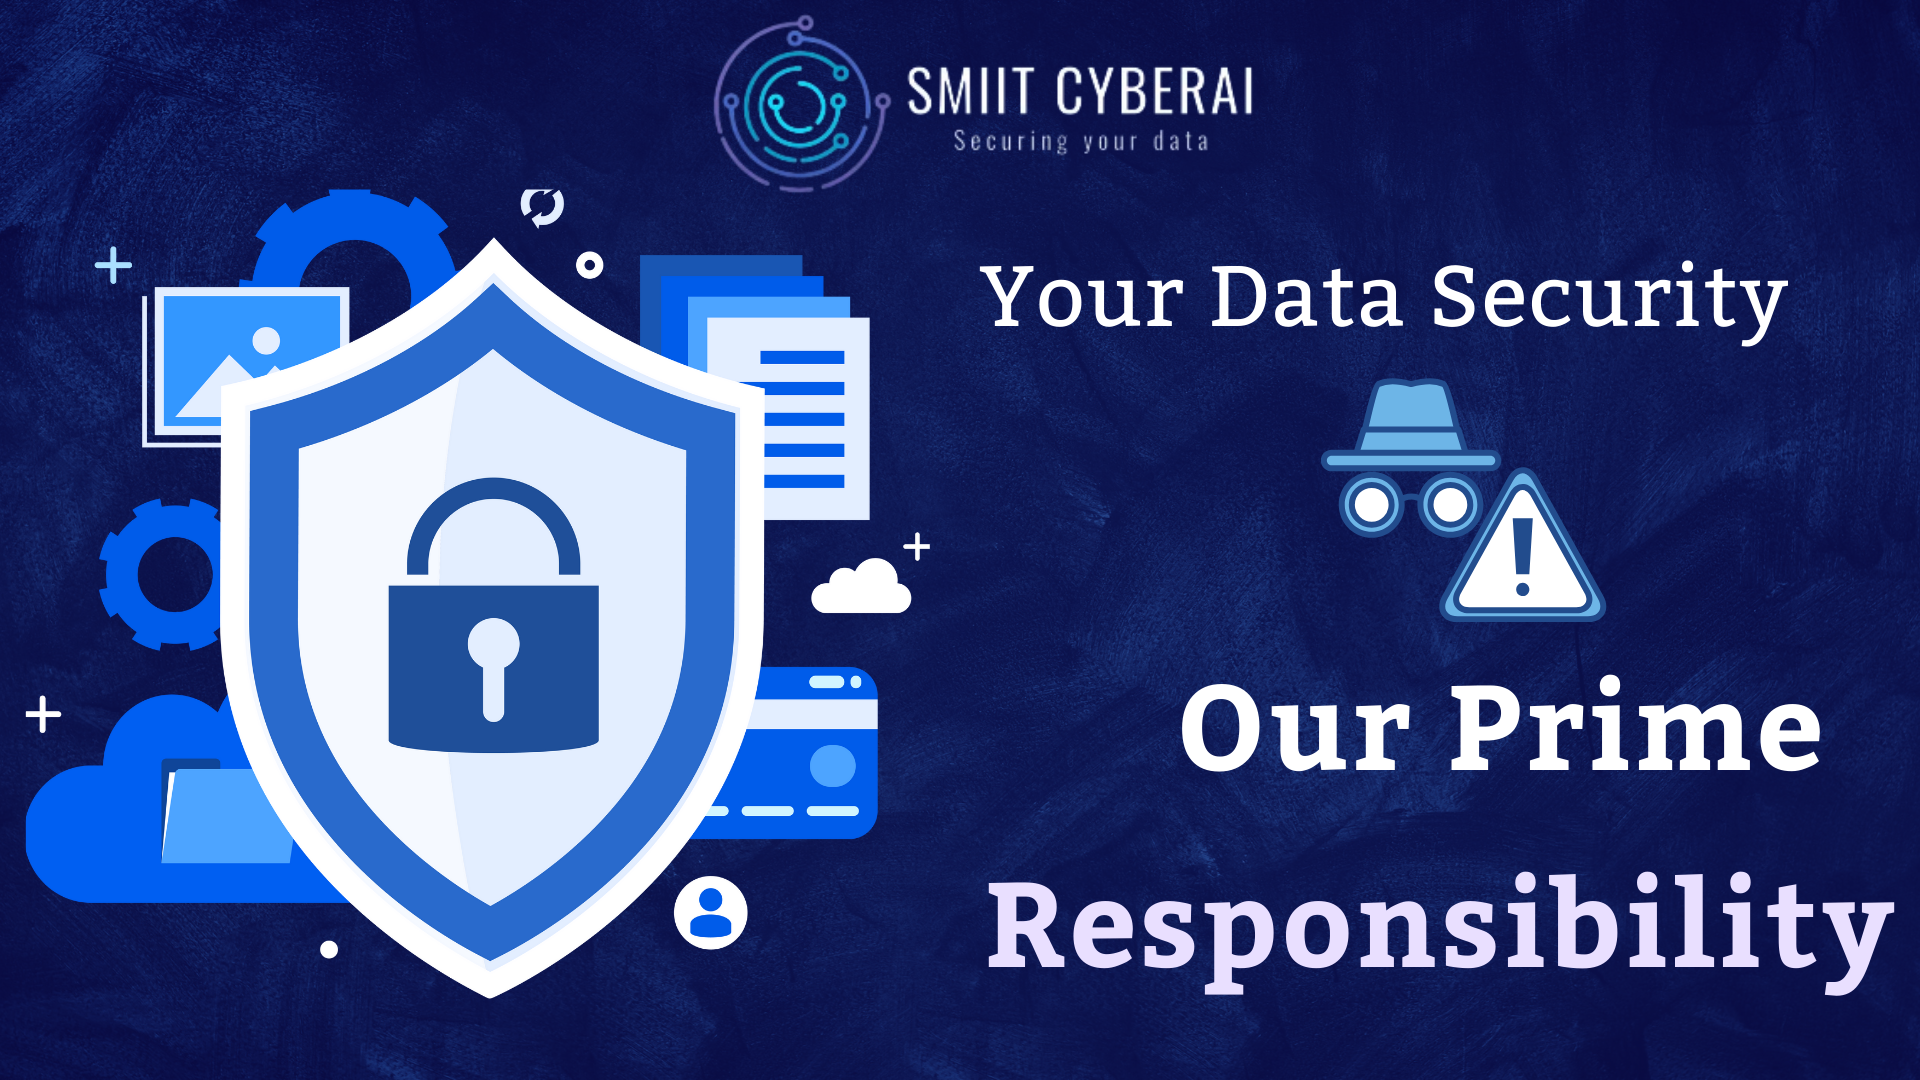 SMIIT CYBERAI
Securing your data
Your Data Security
!
Our Prime
Responsibility